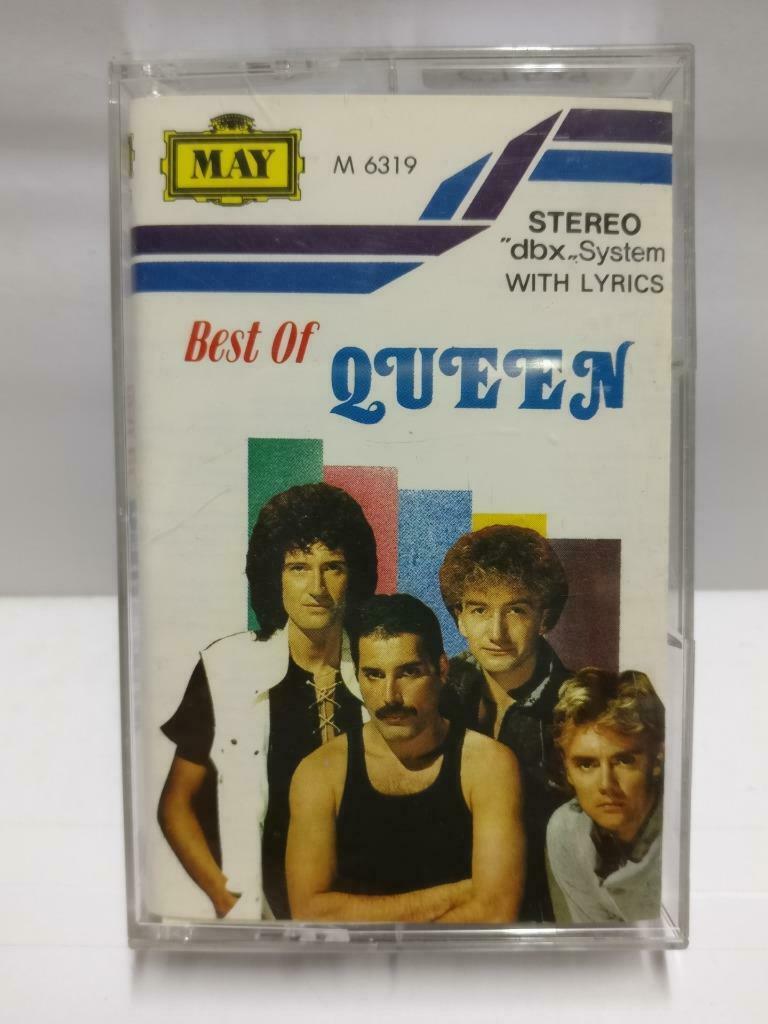 MAY
M 6319
STEREO
"dbx„System
WITH LYRICS
Best Of
QUEEN